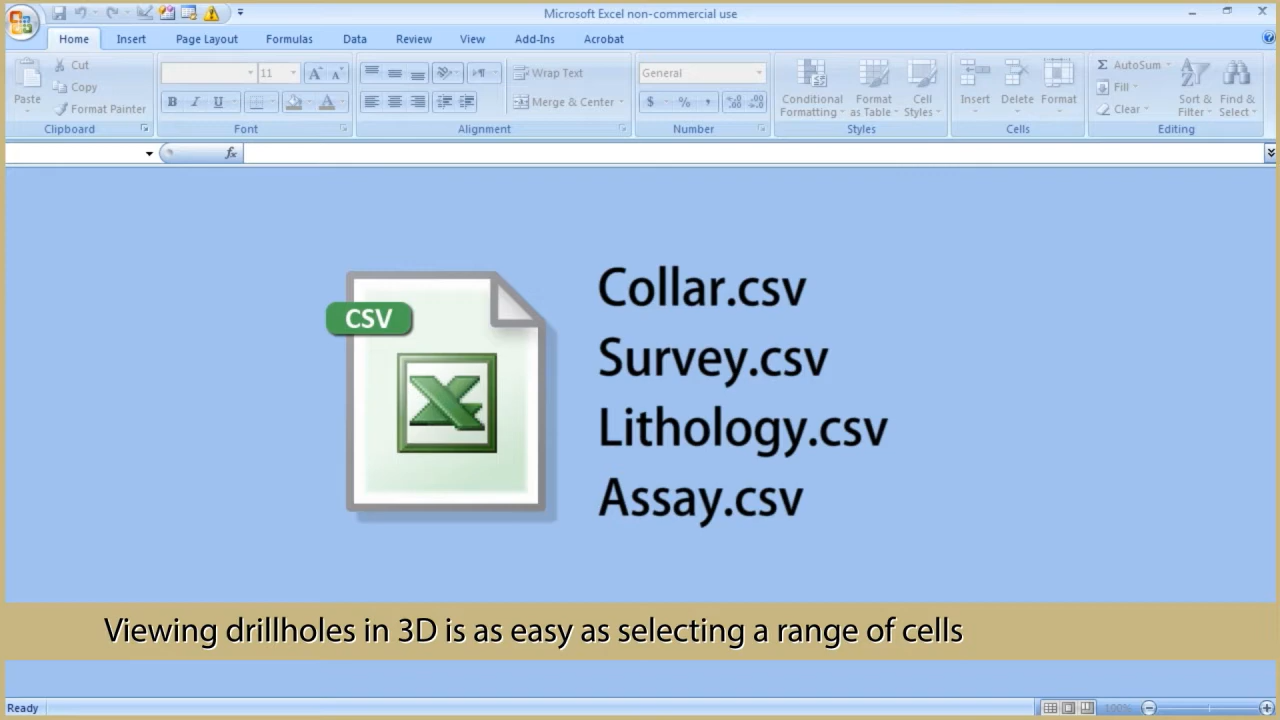 Microsoft Excel non-commercial use
Home Insert Page Layout Formulas Data Review View Add-Ins Acrobat
Paste
Cut
Copy
Format Painter
Clipboard
11 A A
B I U A
Font
Wrap Text
Merge & Center
Alignment
General
$ % ,
Number
Conditional Formatting
Format as Table
Cell Styles
Styles
Insert Delete Format
Cells
Σ AutoSum
Fill
Clear
Sort & Filter
Find & Select
Editing
fx
CSV
Collar.csv
Survey.csv
Lithology.csv
Assay.csv
Viewing drillholes in 3D is as easy as selecting a range of cells
Ready
100%